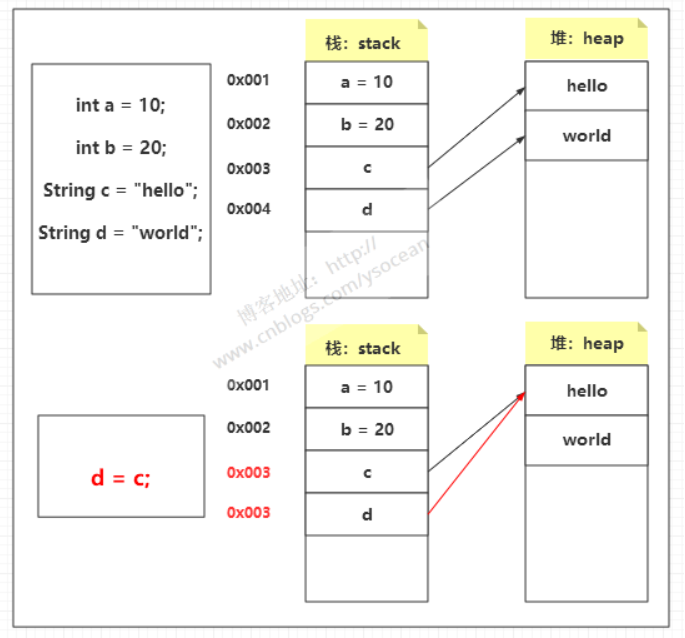 栈：stack
堆：heap
int a = 10;
int b = 20;
String c = "hello";
String d = "world";
0x001
0x002
0x003
0x004
a = 10
b = 20
c
d
hello
world
博客地址：http://
www.cnblogs.com/ysocean
栈：stack
堆：heap
d = c;
0x001
0x002
0x003
0x003
a = 10
b = 20
c
d
hello
world